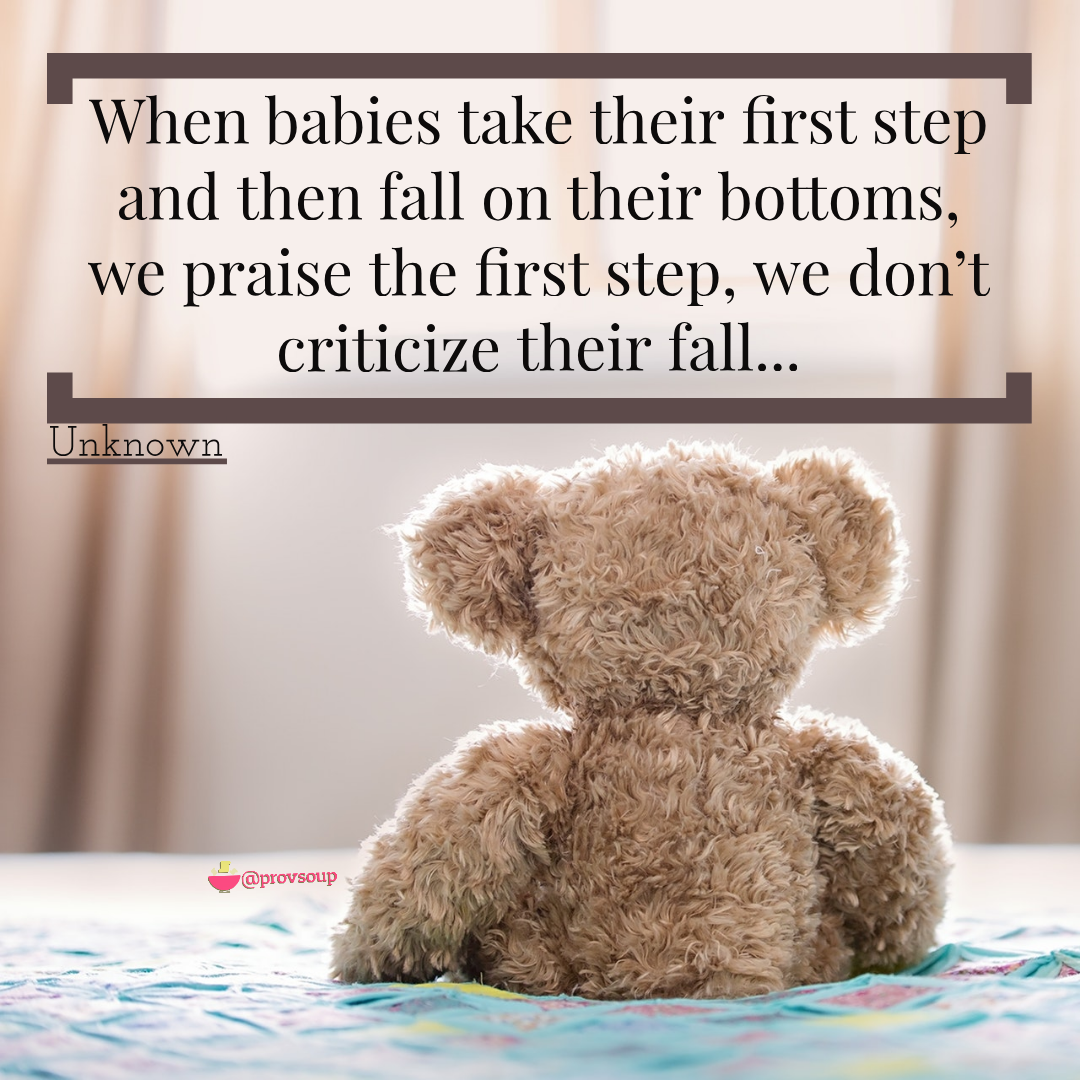 When babies take their first step
and then fall on their bottoms,
we praise the first step, we don’t
criticize their fall...
Unknown
@provsoup